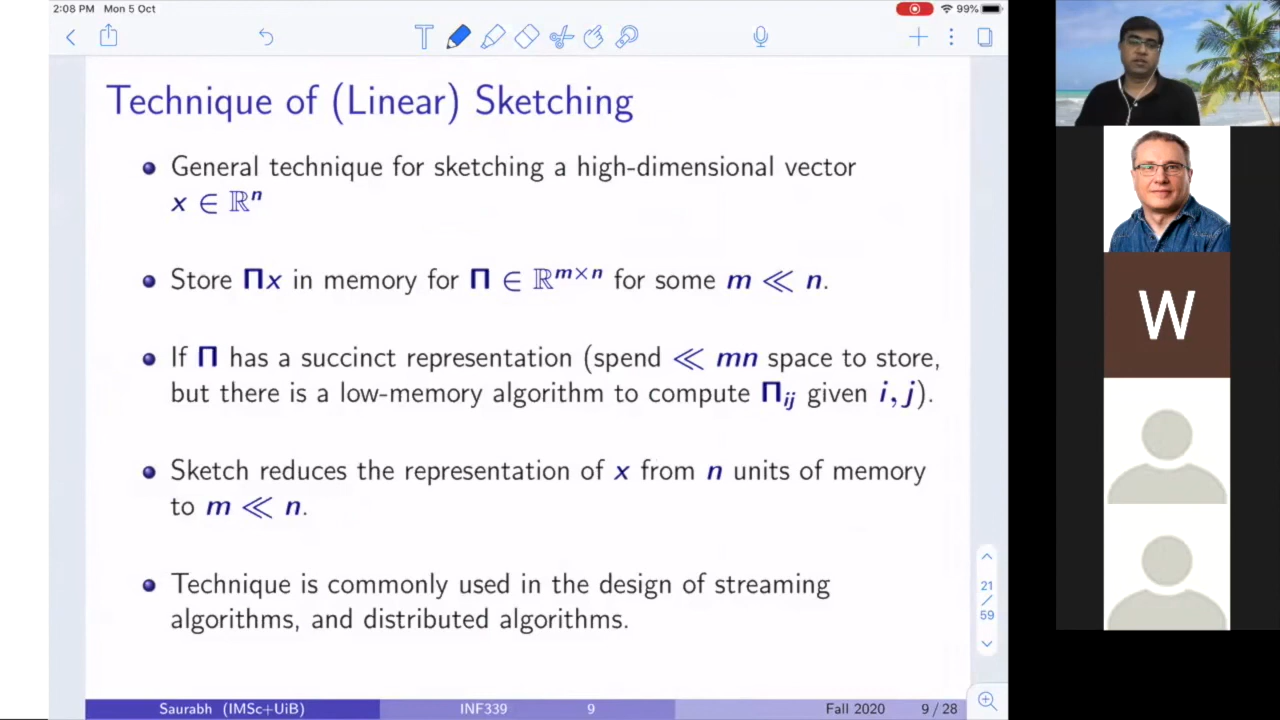 2:08 PM Mon 5 Oct
99%
Technique of (Linear) Sketching
General technique for sketching a high-dimensional vector
x ∈ ℝⁿ
Store Πx in memory for Π ∈ ℝᵐˣⁿ for some m ≪ n.
If Π has a succinct representation (spend ≪ mn space to store,
but there is a low-memory algorithm to compute Πᵢⱼ given i, j).
Sketch reduces the representation of x from n units of memory
to m ≪ n.
Technique is commonly used in the design of streaming
algorithms, and distributed algorithms.
21
/
59
Saurabh (IMSc+UiB) INF339 9 Fall 2020 9 / 28
W